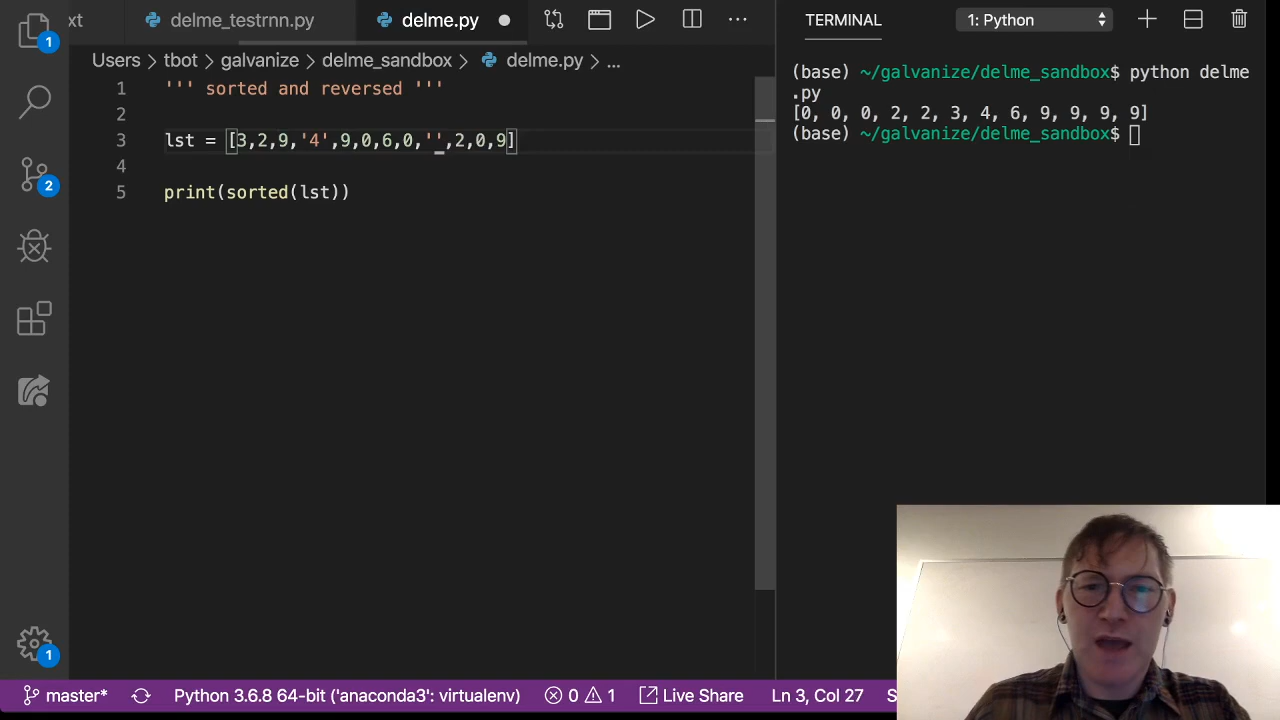 xt delme_testrnn.py delme.py
Users > tbot > galvanize > delme_sandbox > delme.py > ...
1 ''' sorted and reversed '''
2
3 lst = [3,2,9,'4',9,0,6,0,'',2,0,9]
4
5 print(sorted(lst))
TERMINAL 1: Python
(base) ~/galvanize/delme_sandbox$ python delme
.py
[0, 0, 0, 2, 2, 3, 4, 6, 9, 9, 9, 9]
(base) ~/galvanize/delme_sandbox$
1
2
1
master* Python 3.6.8 64-bit ('anaconda3': virtualenv) 0 1 Live Share Ln 3, Col 27 S